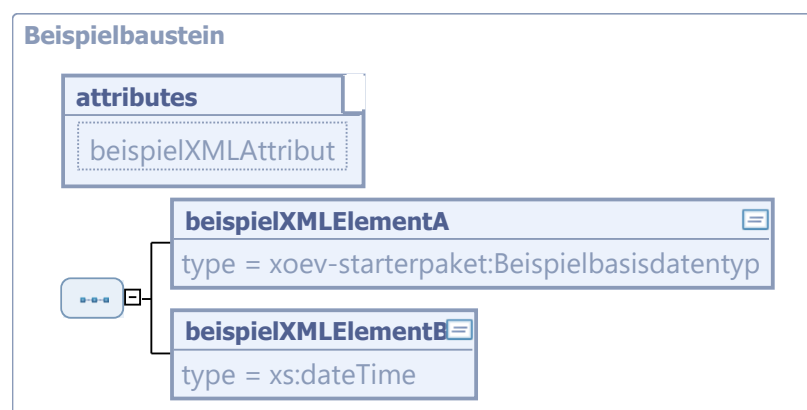 Beispielbaustein
attributes
beispielXMLAttribut
beispielXMLElementA
type = xoev-starterpaket:Beispielbasisdatentyp
beispielXMLElementB
type = xs:dateTime